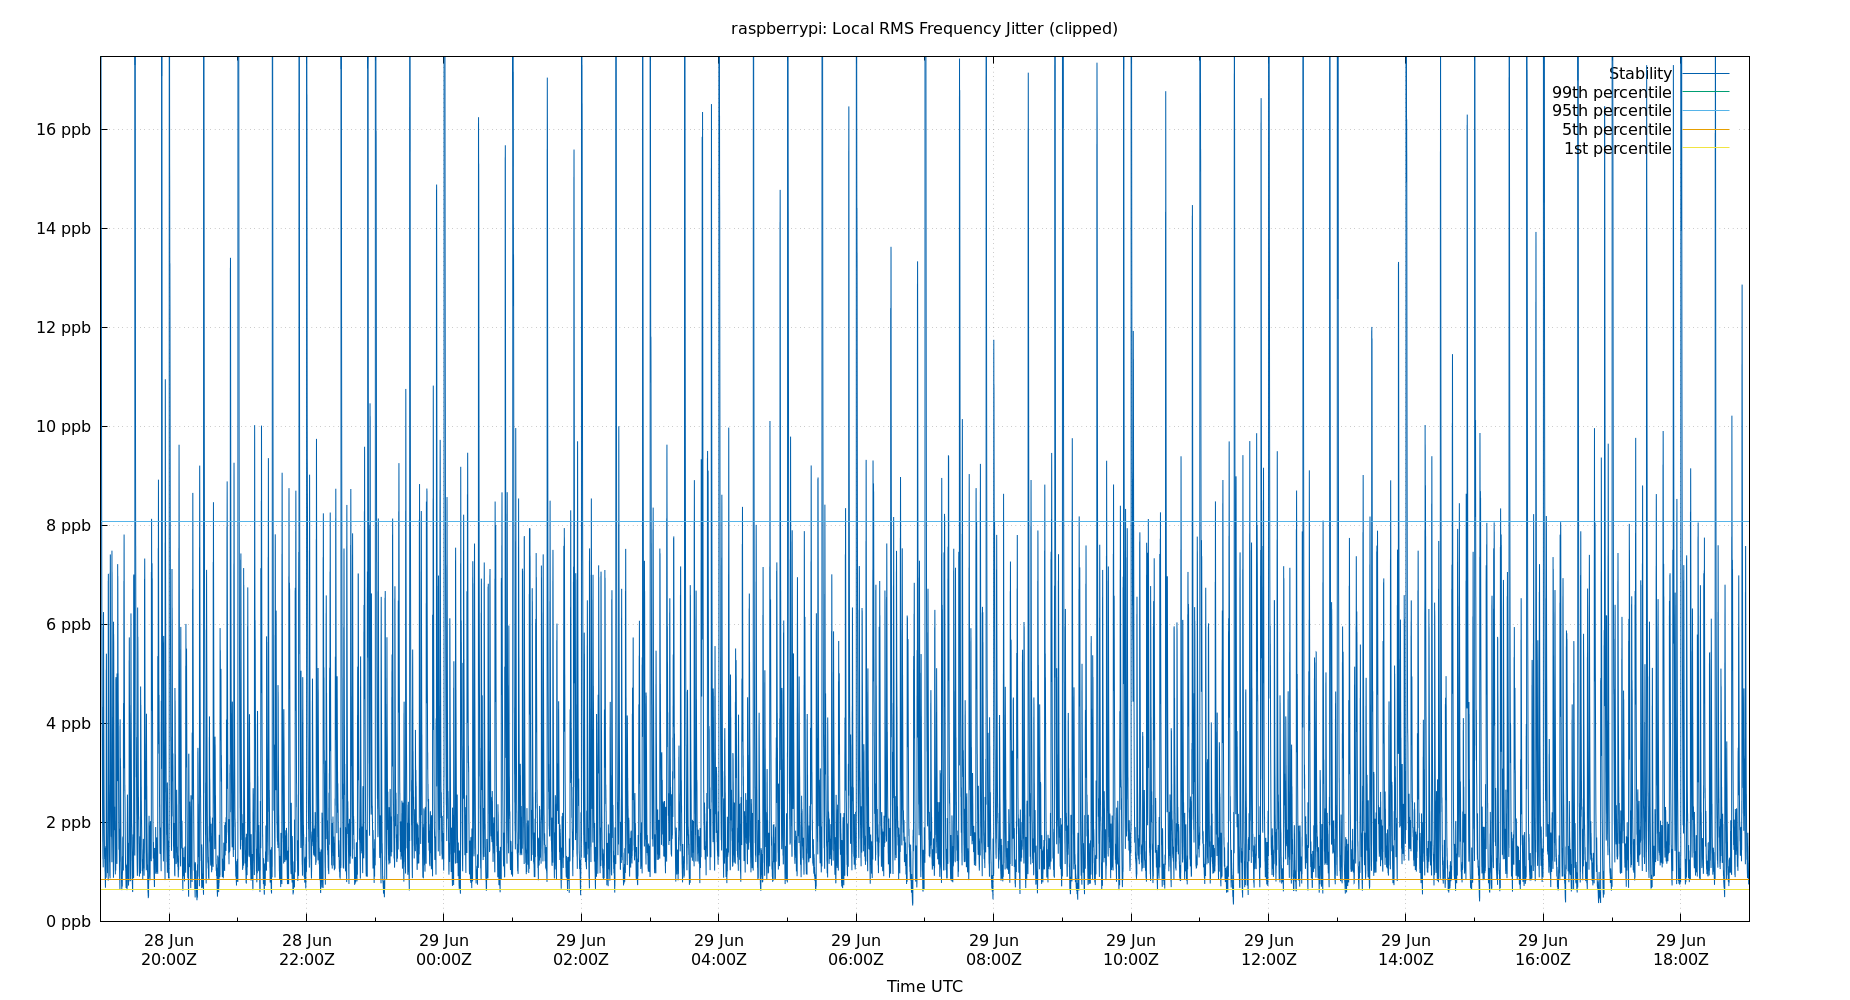 raspberrypi: Local RMS Frequency Jitter (clipped)
Stability
99th percentile
95th percentile
5th percentile
1st percentile
16 ppb
14 ppb
12 ppb
10 ppb
8 ppb
6 ppb
4 ppb
2 ppb
0 ppb
28 Jun 28 Jun 29 Jun 29 Jun 29 Jun 29 Jun 29 Jun 29 Jun 29 Jun 29 Jun 29 Jun 29 Jun
20:00Z 22:00Z 00:00Z 02:00Z 04:00Z 06:00Z 08:00Z 10:00Z 12:00Z 14:00Z 16:00Z 18:00Z
Time UTC